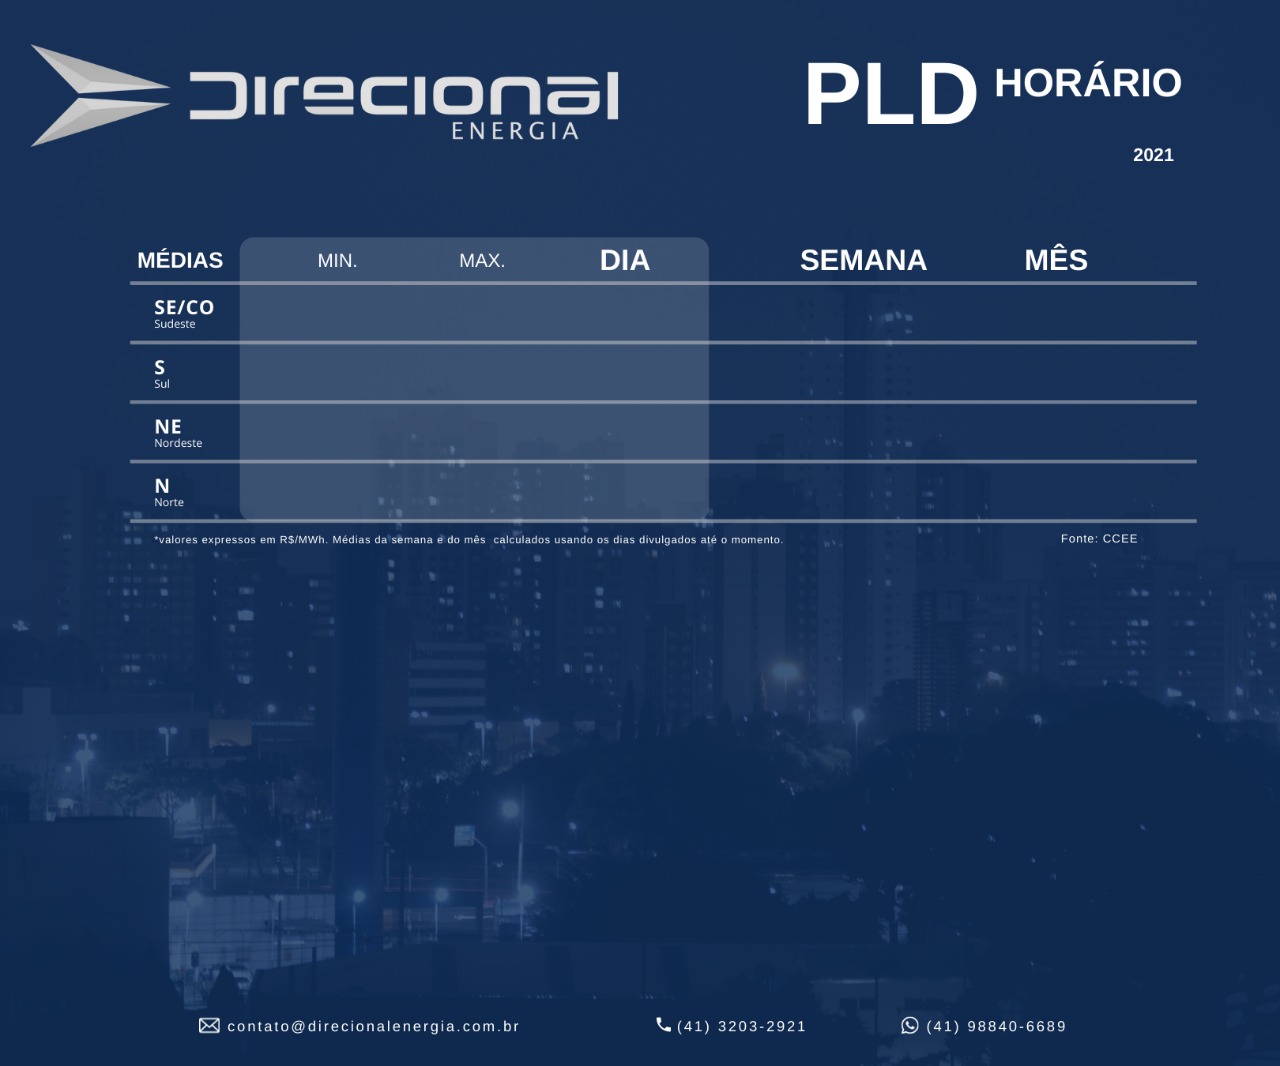 Direcional
ENERGIA
PLD HORÁRIO
2021
MÉDIAS MIN. MAX. DIA SEMANA MÊS
SE/CO
Sudeste
S
Sul
NE
Nordeste
N
Norte
*valores expressos em R$/MWh. Médias da semana e do mês calculados usando os dias divulgados até o momento. Fonte: CCEE
contato@direcionalenergia.com.br (41) 3203-2921 (41) 98840-6689